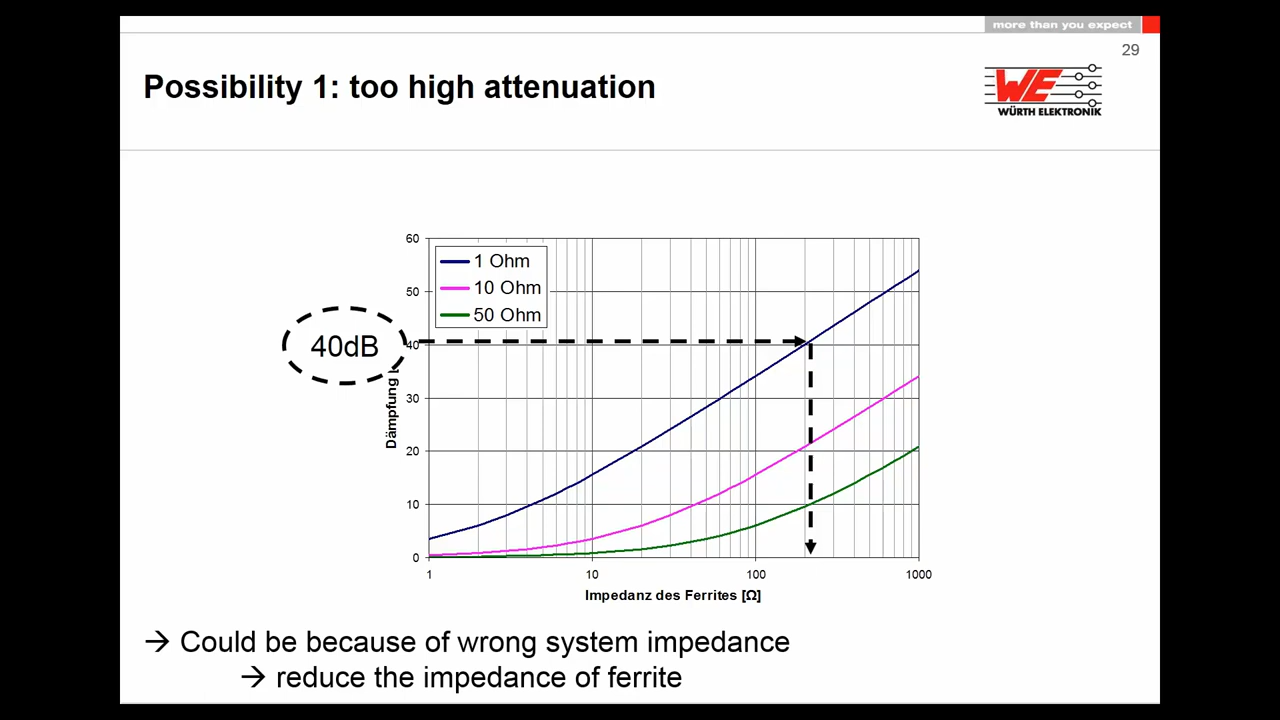 more than you expect
29
Possibility 1: too high attenuation
WE
WÜRTH ELEKTRONIK
60
50
40
30
20
10
0
1 Ohm
10 Ohm
50 Ohm
40dB
Dämpfung
1
10
100
1000
Impedanz des Ferrites [Ω]
→ Could be because of wrong system impedance
→ reduce the impedance of ferrite